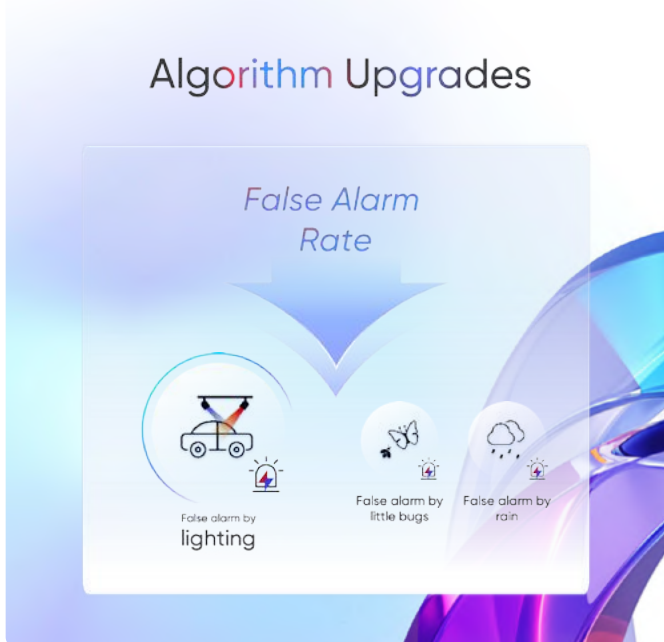 Algorithm Upgrades
False Alarm
Rate
False alarm by
lighting
False alarm by
little bugs
False alarm by
rain